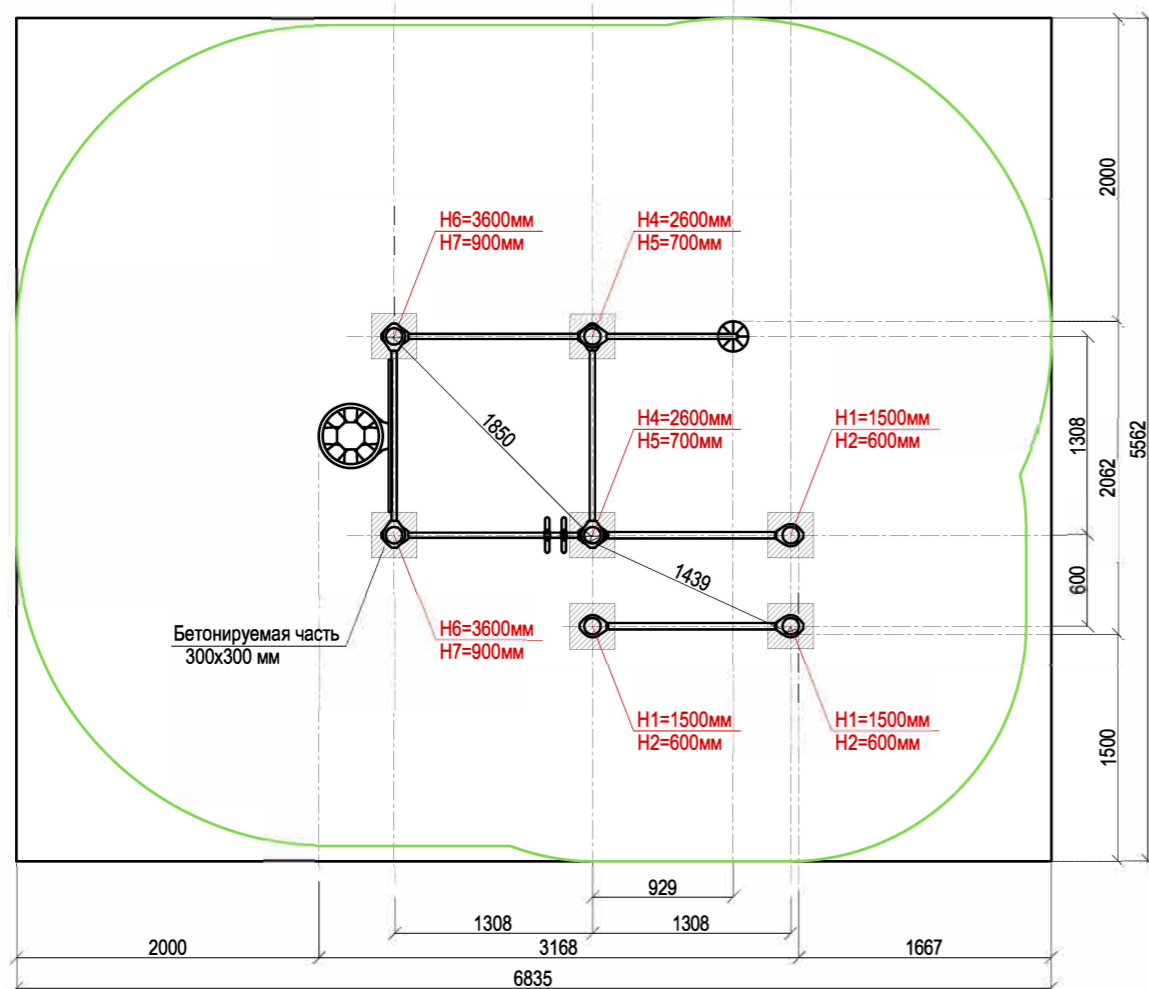 H6=3600мм
H7=900мм
H4=2600мм
H5=700мм
2000
1850
H4=2600мм
H5=700мм
H1=1500мм
H2=600мм
1308
2062
5562
1439
600
Бетонируемая часть
300х300 мм
H6=3600мм
H7=900мм
H1=1500мм
H2=600мм
H1=1500мм
H2=600мм
1500
929
1308
1308
2000
3168
1667
6835